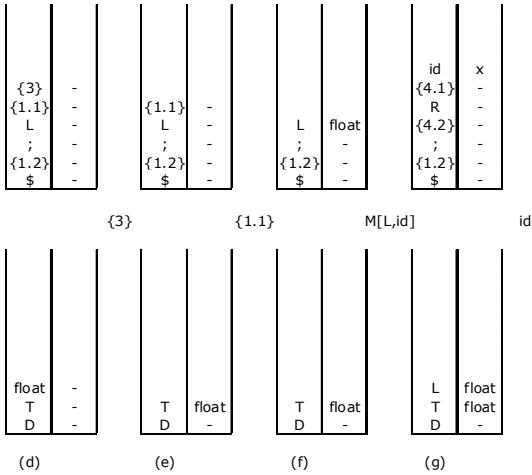 id x
{3} - {4.1} -
{1.1} - {1.1} - R -
L - L - L float {4.2} -
; - ; - ; - ; -
{1.2} - {1.2} - {1.2} - {1.2} -
$ - $ - $ - $ -
{3} {1.1} M[L,id] id
float - L float
T - T float T float T float
D - D - D - D -
(d) (e) (f) (g)